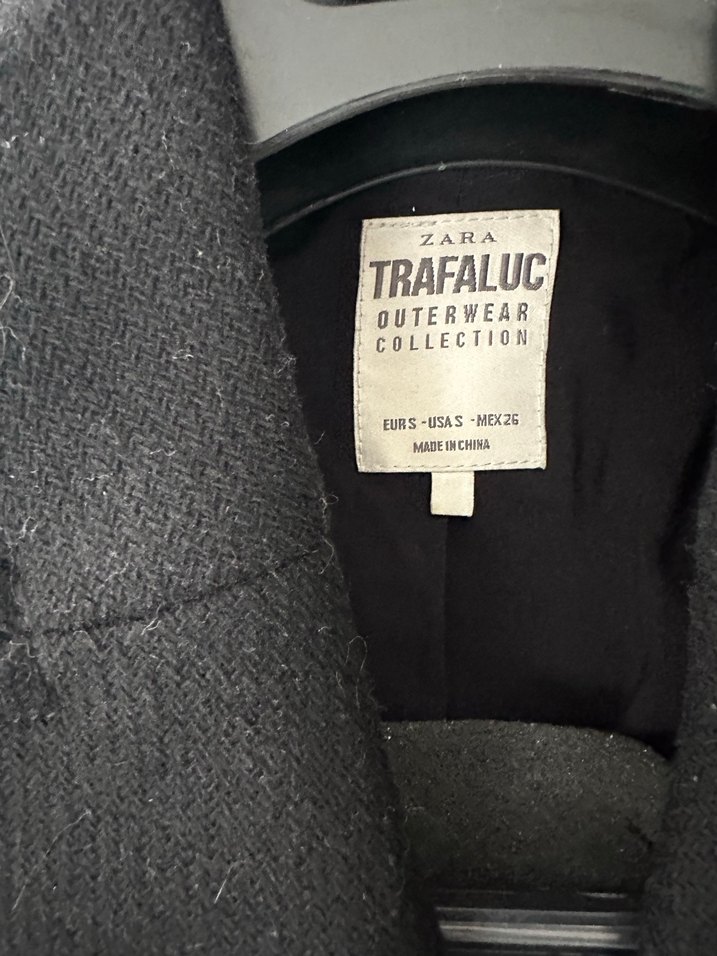 ZARA
TRAFALUC
OUTERWEAR
COLLECTION
EUR S - USA S - MEX 26
MADE IN CHINA